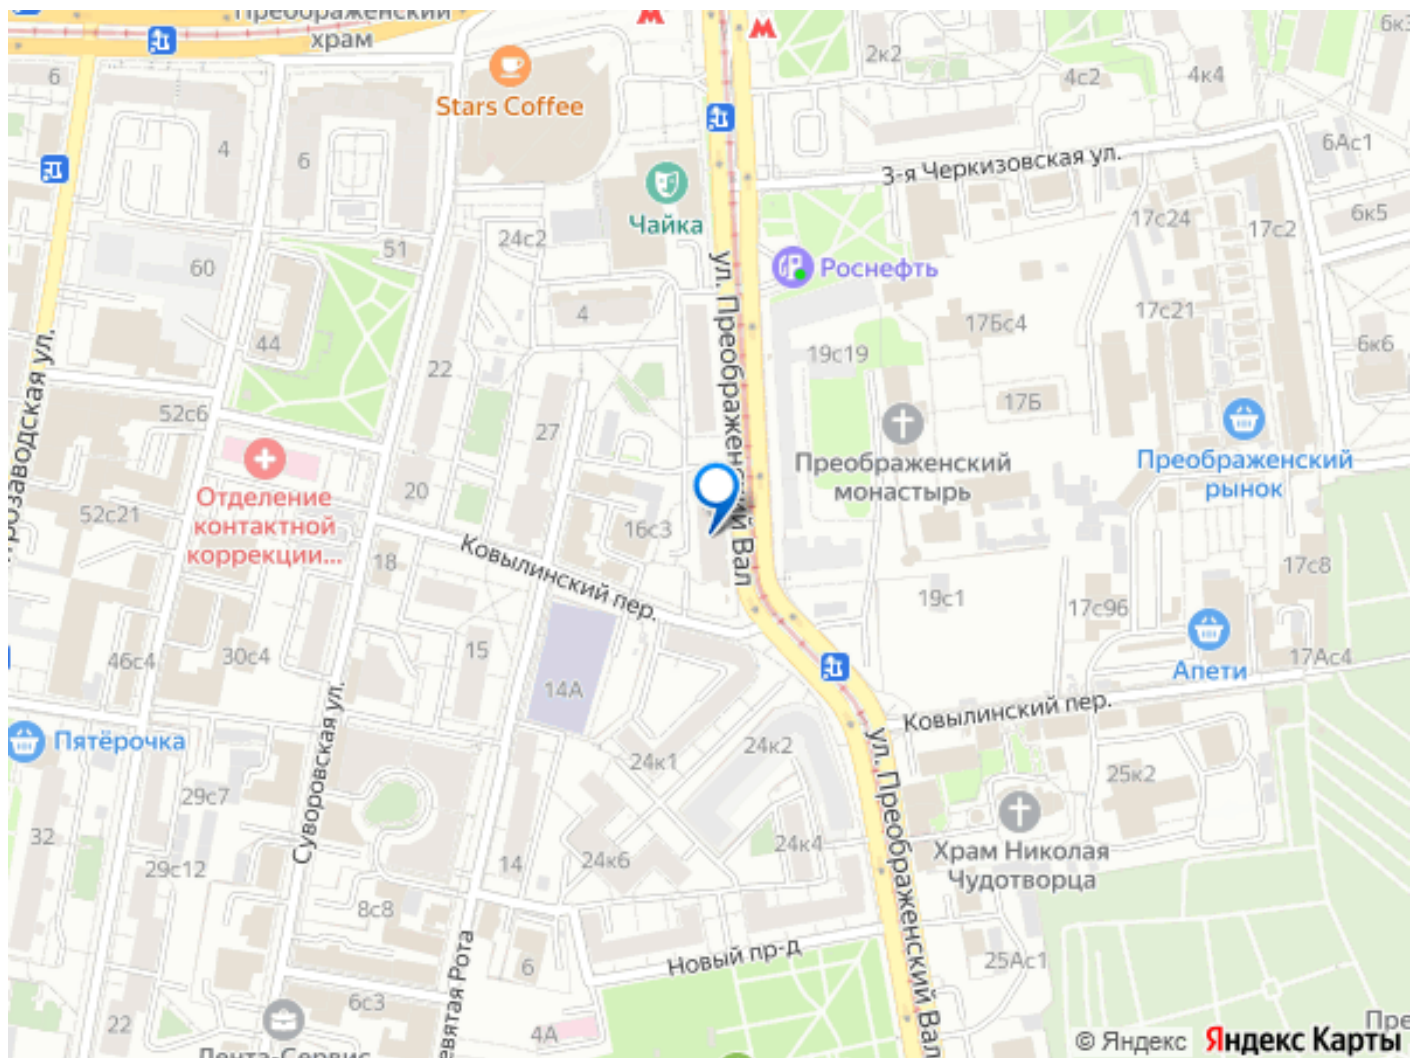 Преображенский
храм
6
4
6
Stars Coffee
2к2
4с2
4к4
6к3
3-я Черкизовская ул.
6Ас1
6к5
Чайка
24с2
51
60
17с24
17с2
Роснефть
ул. Преображенский Вал
4
44
22
17Бс4
17с21
19с19
6к6
17Б
52с6
27
Преображенский
монастырь
Преображенский
рынок
Отделение
контактной
коррекции...
20
52с21
16с3
18
Ковылинский пер.
19с1
17с96
17с8
Апети
17Ас4
46с4
30с4
15
14А
Суворовская ул.
Пятёрочка
Ковылинский пер.
24к1
24к2
ул. Преображенский Вал
25к2
29с7
32
29с12
14
24к6
24к4
Храм Николая
Чудотворца
8с8
Новый пр-д
25Ас1
6
6с3
22
4А
Лента-Сервис
© Яндекс
Яндекс Карты